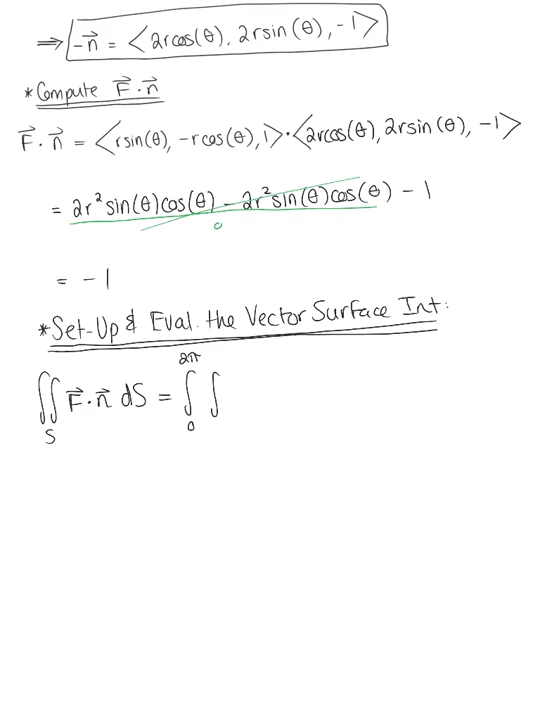 ⇒ -n⃗ = <2rcos(θ), 2rsin(θ), -1>
*Compute F⃗·n⃗
F⃗·n⃗ = <rsin(θ), -rcos(θ), 1>·<2rcos(θ), 2rsin(θ), -1>
= 2r²sin(θ)cos(θ) - 2r²sin(θ)cos(θ) - 1
0
= -1
*Set-Up & Eval. the Vector Surface Int:
2π
∬ F⃗·n⃗ dS = ∫ ∫
S 0